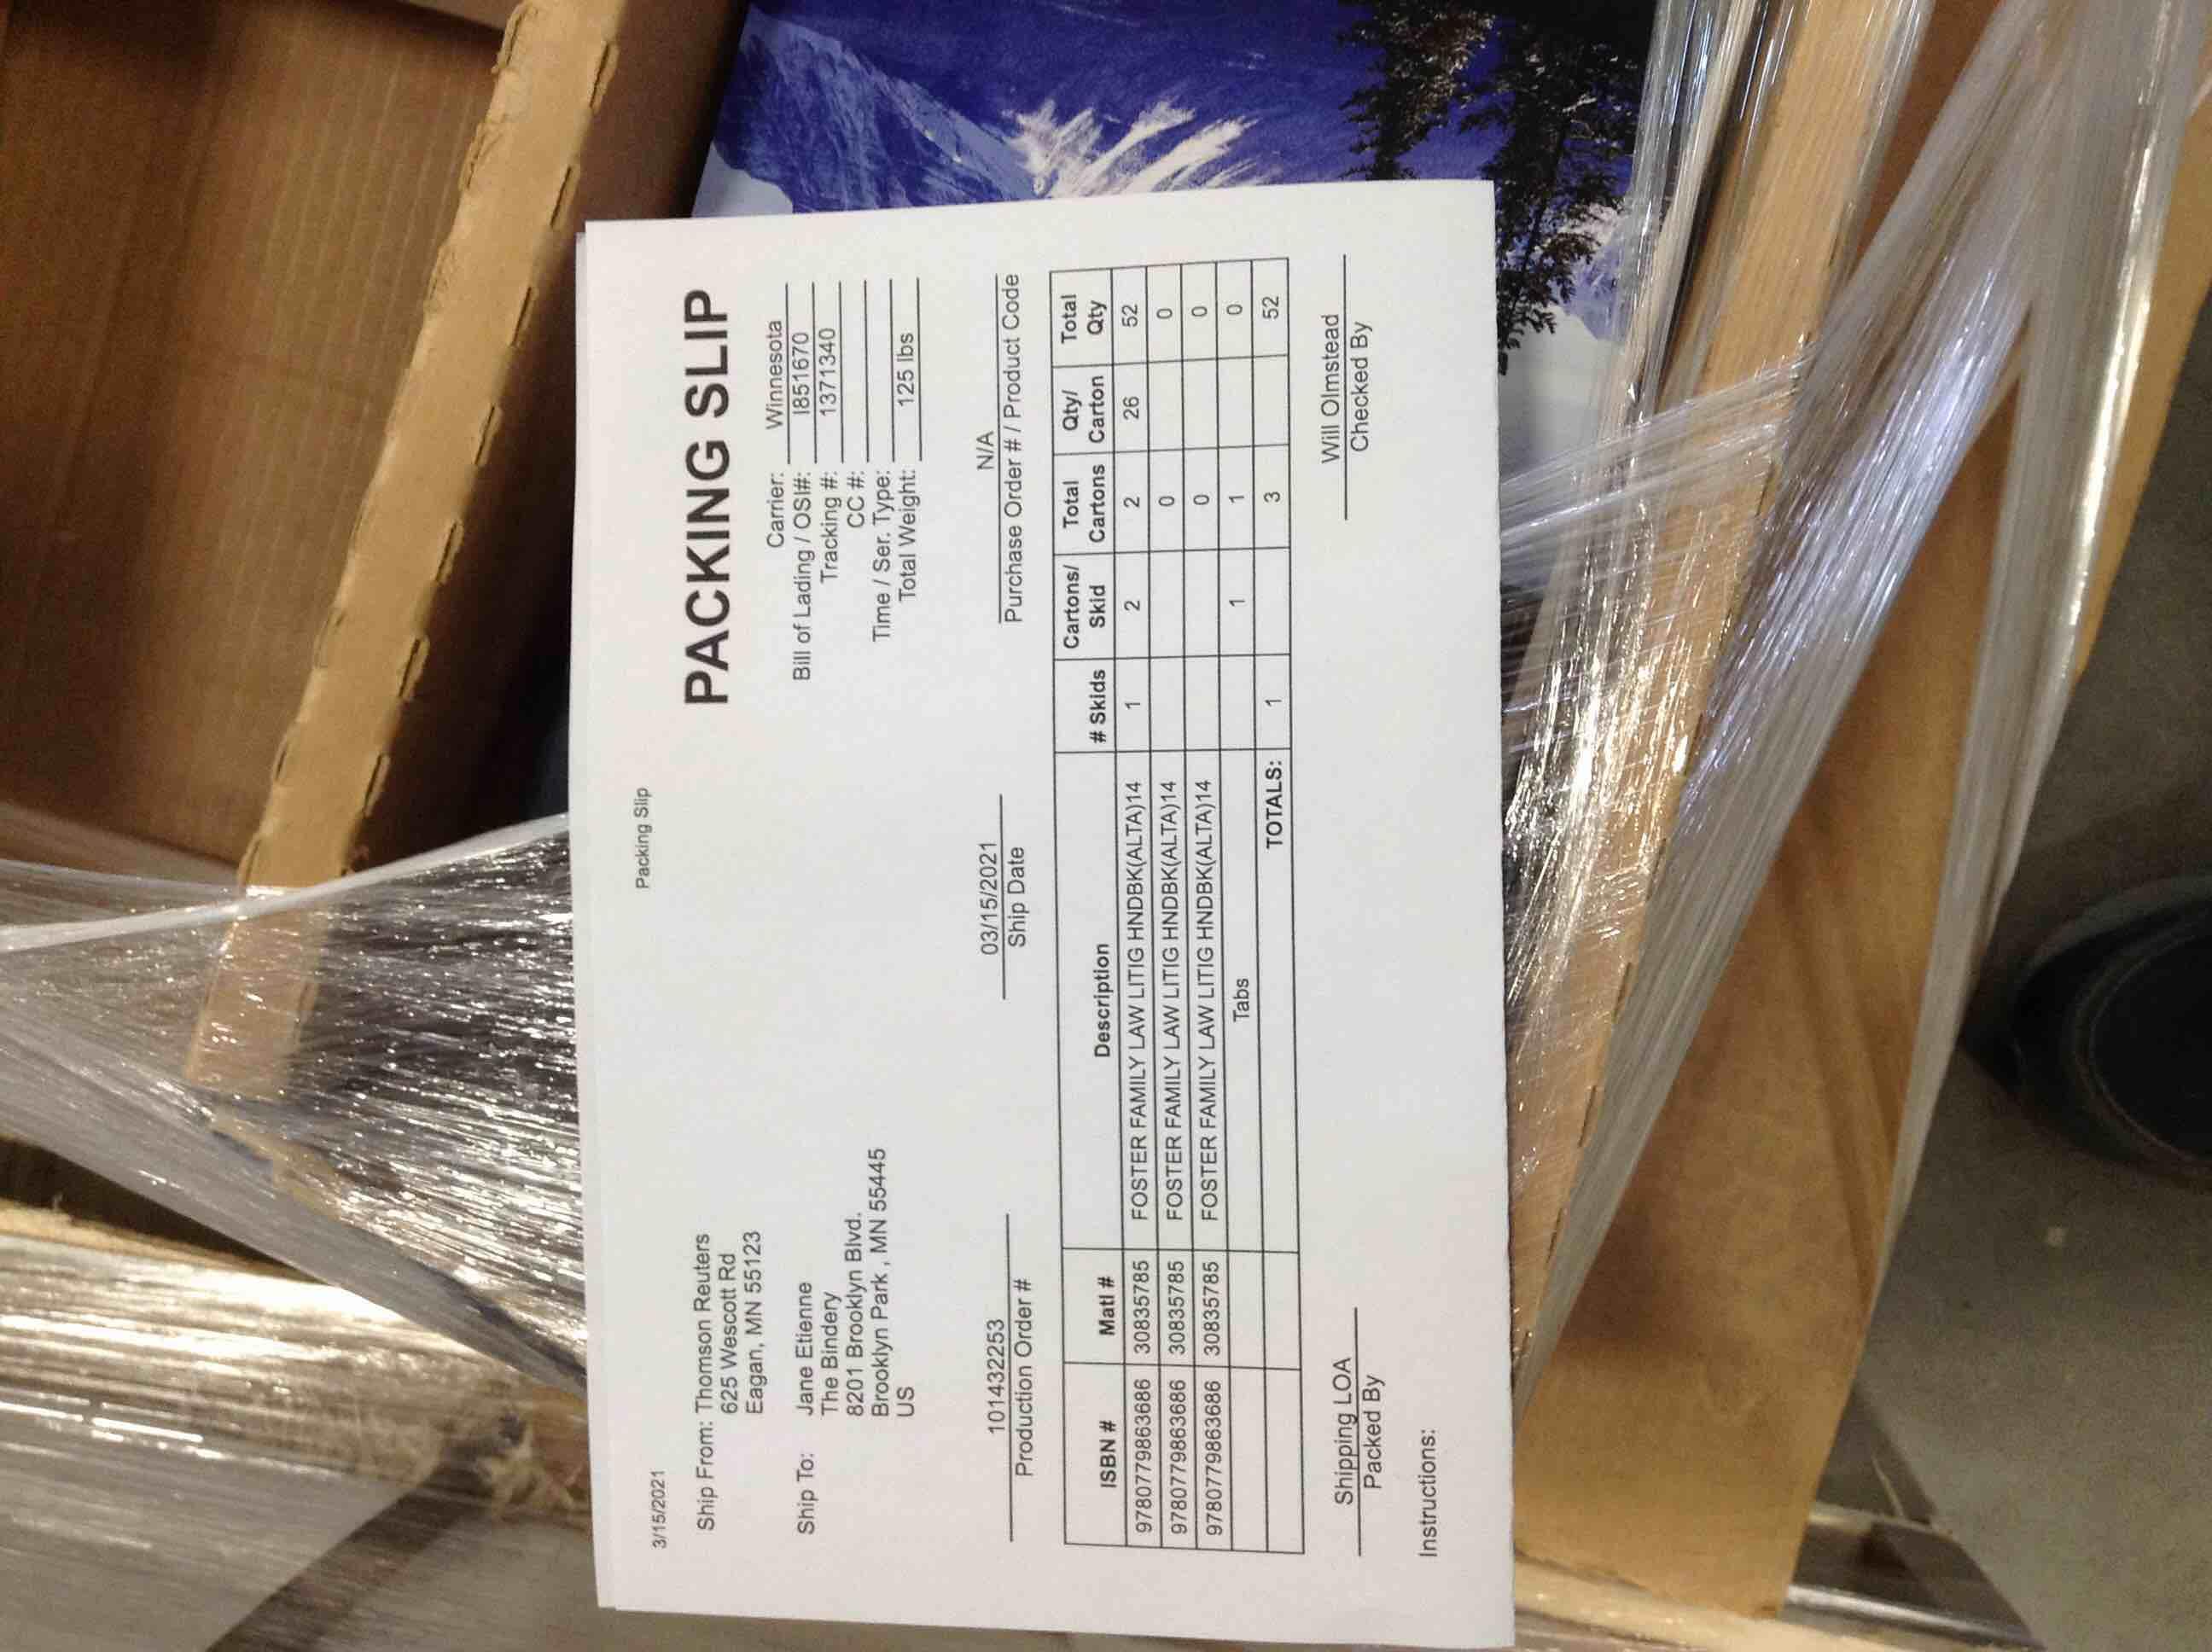 3/15/2021 Packing Slip
PACKING SLIP
Ship From: Thomson Reuters
625 Wescott Rd
Eagan, MN 55123
Ship To: Jane Etienne
The Bindery
8201 Brooklyn Blvd.
Brooklyn Park , MN 55445
US
Carrier: Winnesota
Bill of Lading / OSI#: I851670
Tracking #: 1371340
CC #:
Time / Ser. Type:
Total Weight: 125 lbs
101432253 03/15/2021 N/A
Production Order # Ship Date Purchase Order # / Product Code
ISBN # Matl # Description # Skids Cartons/ Skid Total Cartons Qty/ Carton Total Qty
9780779863686 30835785 FOSTER FAMILY LAW LITIG HNDBK(ALTA)14 1 2 2 26 52
9780779863686 30835785 FOSTER FAMILY LAW LITIG HNDBK(ALTA)14 0 0
9780779863686 30835785 FOSTER FAMILY LAW LITIG HNDBK(ALTA)14 0 0
Tabs 1 1 0
TOTALS: 1 3 52
Shipping LOA Will Olmstead
Packed By Checked By
Instructions: